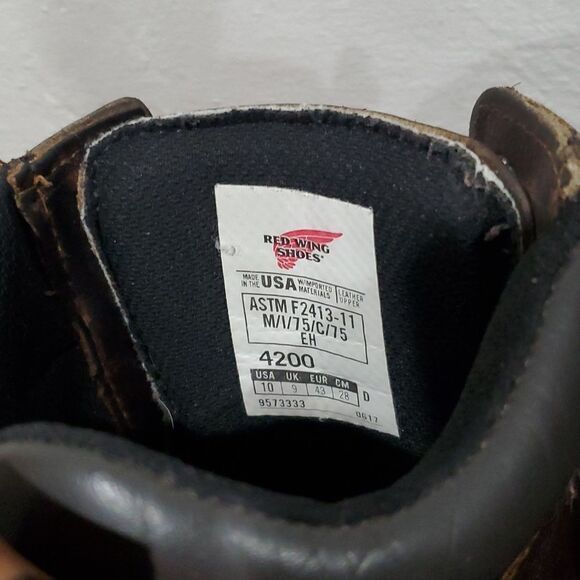 RED WING
SHOES®
MADE IN THE USA W/IMPORTED MATERIALS LEATHER UPPER
ASTM F2413-11
M/I/75/C/75
EH
4200
USA UK EUR CM
10 9 43 28 D
9573333 0617